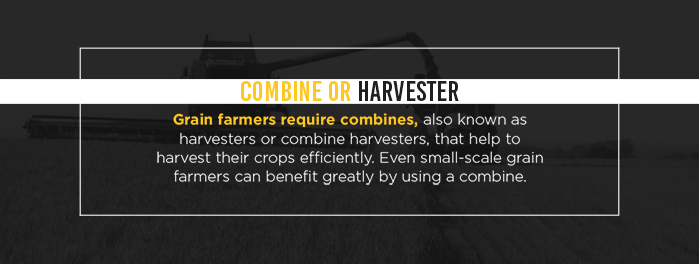 COMBINE OR HARVESTER
Grain farmers require combines, also known as
harvesters or combine harvesters, that help to
harvest their crops efficiently. Even small-scale grain
farmers can benefit greatly by using a combine.